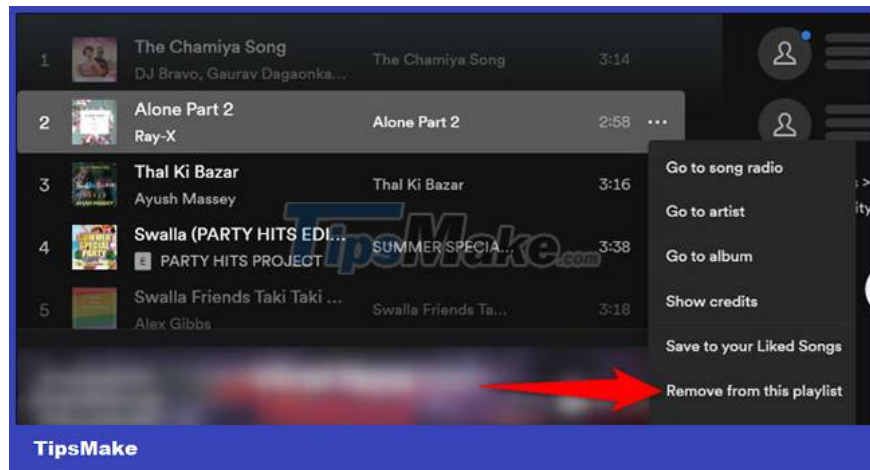 1 The Chamiya Song The Chamiya Song 3:14
DJ Bravo, Gaurav Dagaonka...
2 Alone Part 2 Alone Part 2 2:58 ...
Ray-X
Go to song radio
3 Thal Ki Bazar Thal Ki Bazar 3:16
Ayush Massey
Go to artist
4 Swalla (PARTY HITS EDI... SUMMER SPECIA... 3:38
E PARTY HITS PROJECT
TipsMake.com
Go to album
5 Swalla Friends Taki Taki ... Swalla Friends Ta... 3:18
Alex Gibbs
Show credits
Save to your Liked Songs
Remove from this playlist
TipsMake